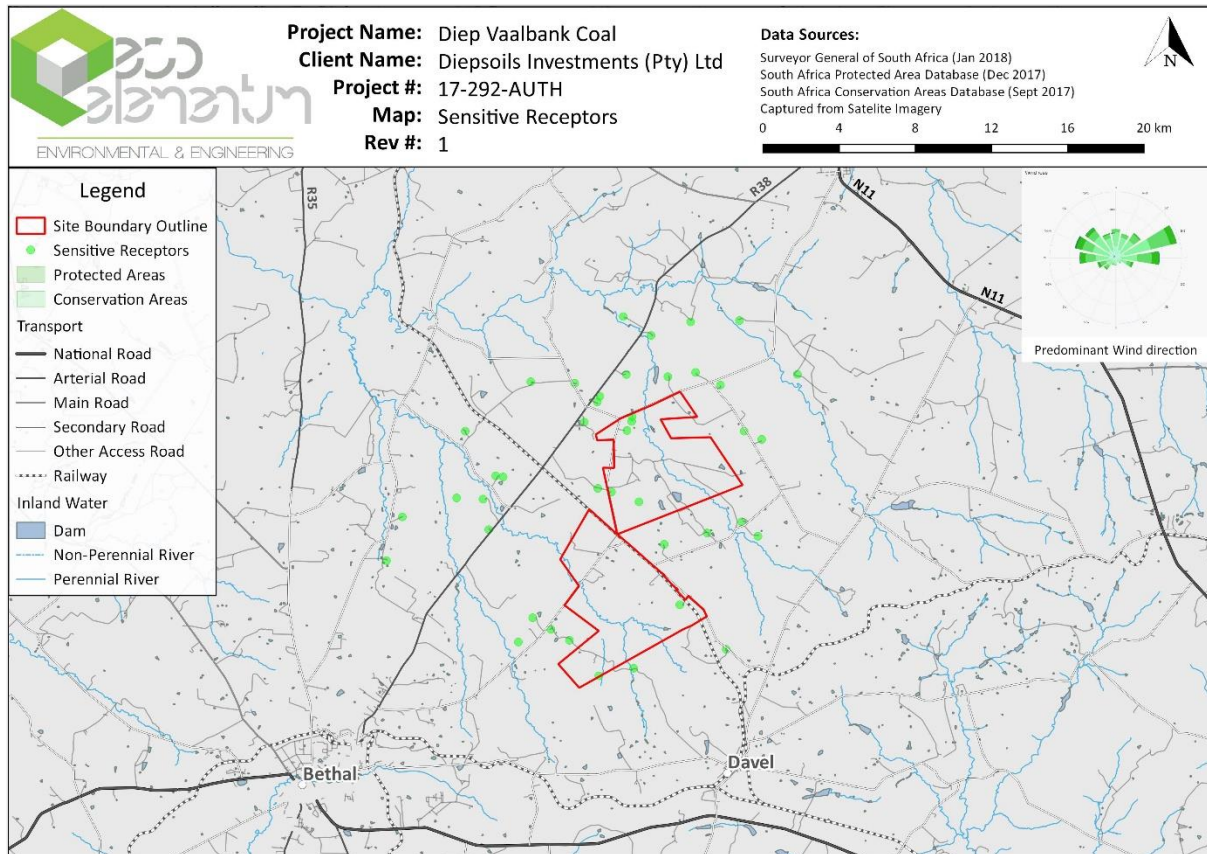 eco
elementum
ENVIRONMENTAL & ENGINEERING
Project Name: Diep Vaalbank Coal
Client Name: Diepsoils Investments (Pty) Ltd
Project #: 17-292-AUTH
Map: Sensitive Receptors
Rev #: 1
Data Sources:
Surveyor General of South Africa (Jan 2018)
South Africa Protected Area Database (Dec 2017)
South Africa Conservation Areas Database (Sept 2017)
Captured from Satelite Imagery
0 4 8 12 16 20 km
N
Legend
Site Boundary Outline
Sensitive Receptors
Protected Areas
Conservation Areas
Transport
National Road
Arterial Road
Main Road
Secondary Road
Other Access Road
Railway
Inland Water
Dam
Non-Perennial River
Perennial River
R35
R38
N11
N11
Predominant Wind direction
Bethal
Davel